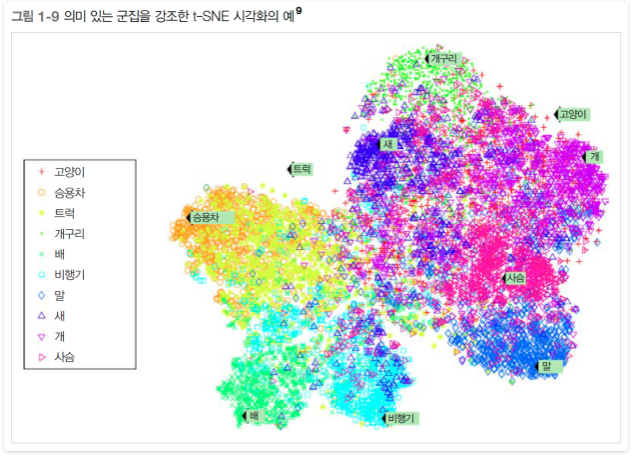 그림 1-9 의미 있는 군집을 강조한 t-SNE 시각화의 예9
개구리
고양이
새
개
트럭
고양이
승용차
승용차
트럭
개구리
배
사슴
비행기
말
새
개
말
사슴
배
비행기